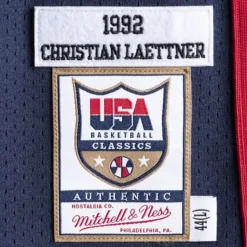 1992
CHRISTIAN LAETTNER
USA
BASKETBALL
CLASSICS
AUTHENTIC
NOSTALGIA CO.
Mitchell & Ness
PHILADELPHIA, PA.
44(L)